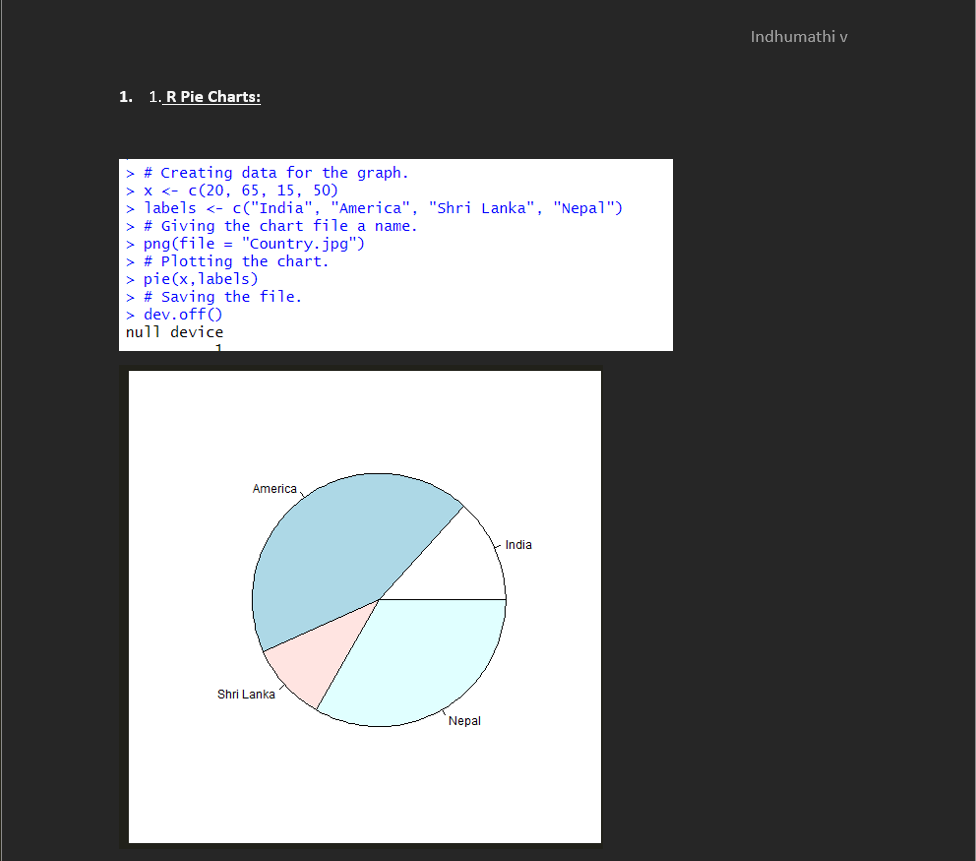 Indhumathi v
1. 1. R Pie Charts:
> # Creating data for the graph.
> x <- c(20, 65, 15, 50)
> labels <- c("India", "America", "Shri Lanka", "Nepal")
> # Giving the chart file a name.
> png(file = "Country.jpg")
> # Plotting the chart.
> pie(x,labels)
> # Saving the file.
> dev.off()
null device
1
America
India
Shri Lanka
Nepal